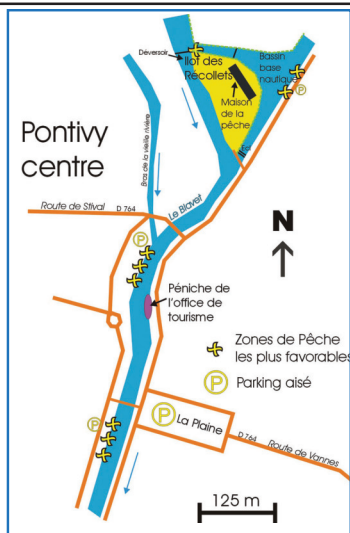 Déversoir
Ilot des
Recollets
Bassin
base
nautique
P
Maison
de la
pêche
Pontivy
centre
Bras de la vieille rivière
Route de Stival
D 764
Le Blavet
N
P
Péniche de
l'office de
tourisme
Zones de Pêche
les plus favorables
P Parking aisé
P La Plaine
P
D 764
Route de Vannes
125 m